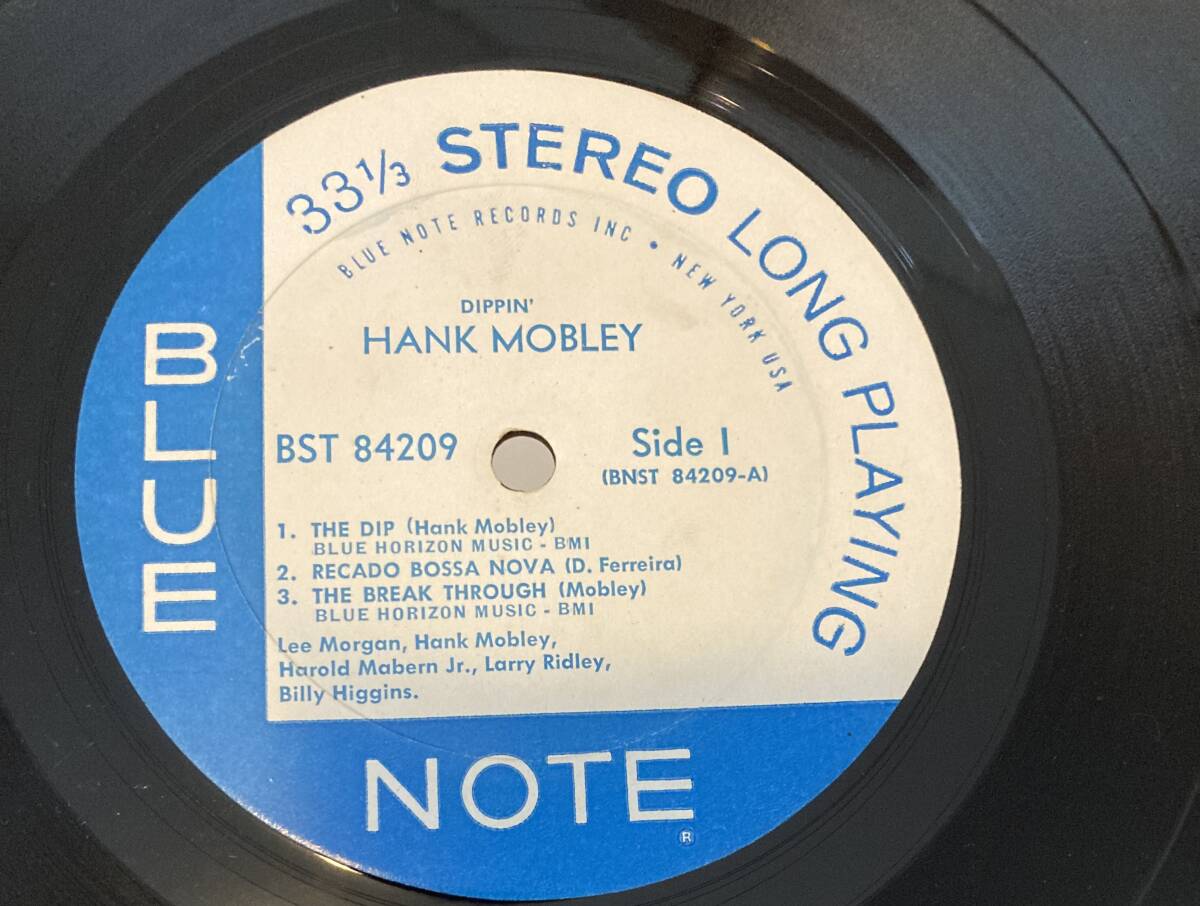 33⅓ STEREO LONG PLAYING
BLUE NOTE RECORDS INC • NEW YORK USA
DIPPIN'
HANK MOBLEY
BST 84209
Side 1
(BNST 84209-A)
1. THE DIP (Hank Mobley)
BLUE HORIZON MUSIC - BMI
2. RECADO BOSSA NOVA (D. Ferreira)
3. THE BREAK THROUGH (Mobley)
BLUE HORIZON MUSIC - BMI
Lee Morgan, Hank Mobley,
Harold Mabern Jr., Larry Ridley,
Billy Higgins.
BLUE
NOTE
®